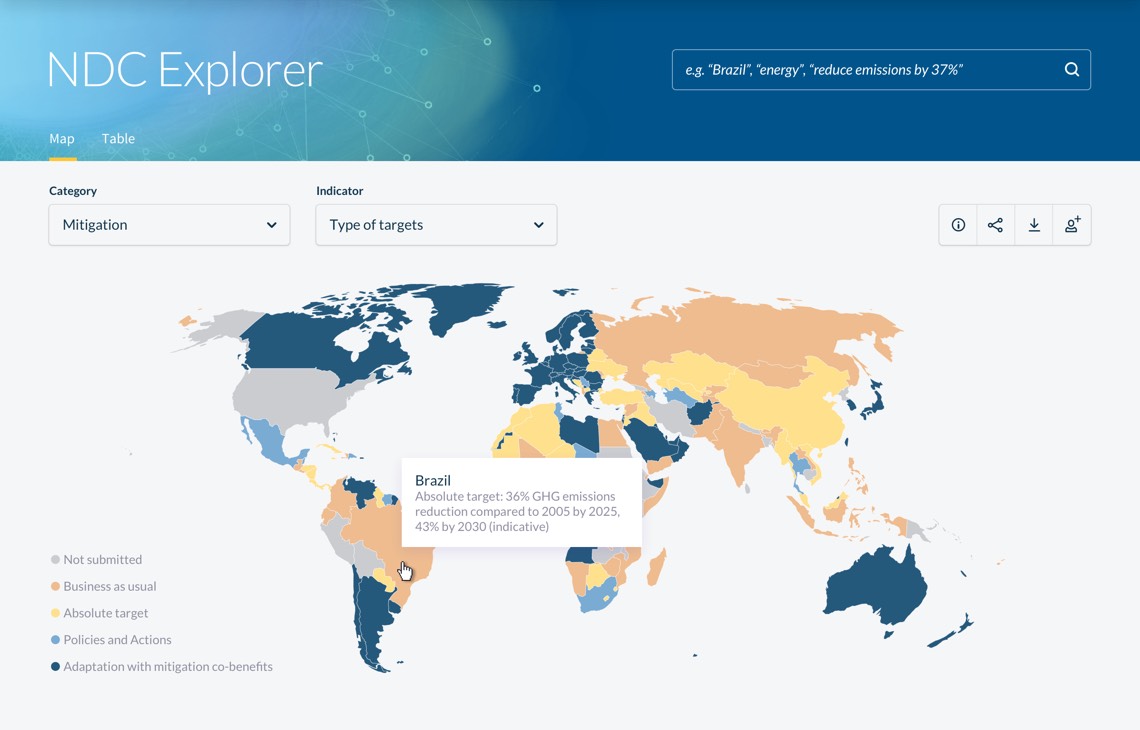 NDC Explorer
e.g. “Brazil”, “energy”, “reduce emissions by 37%”
Map
Table
Category
Indicator
Mitigation
Type of targets
Brazil
Absolute target: 36% GHG emissions
reduction compared to 2005 by 2025,
43% by 2030 (indicative)
Not submitted
Business as usual
Absolute target
Policies and Actions
Adaptation with mitigation co-benefits